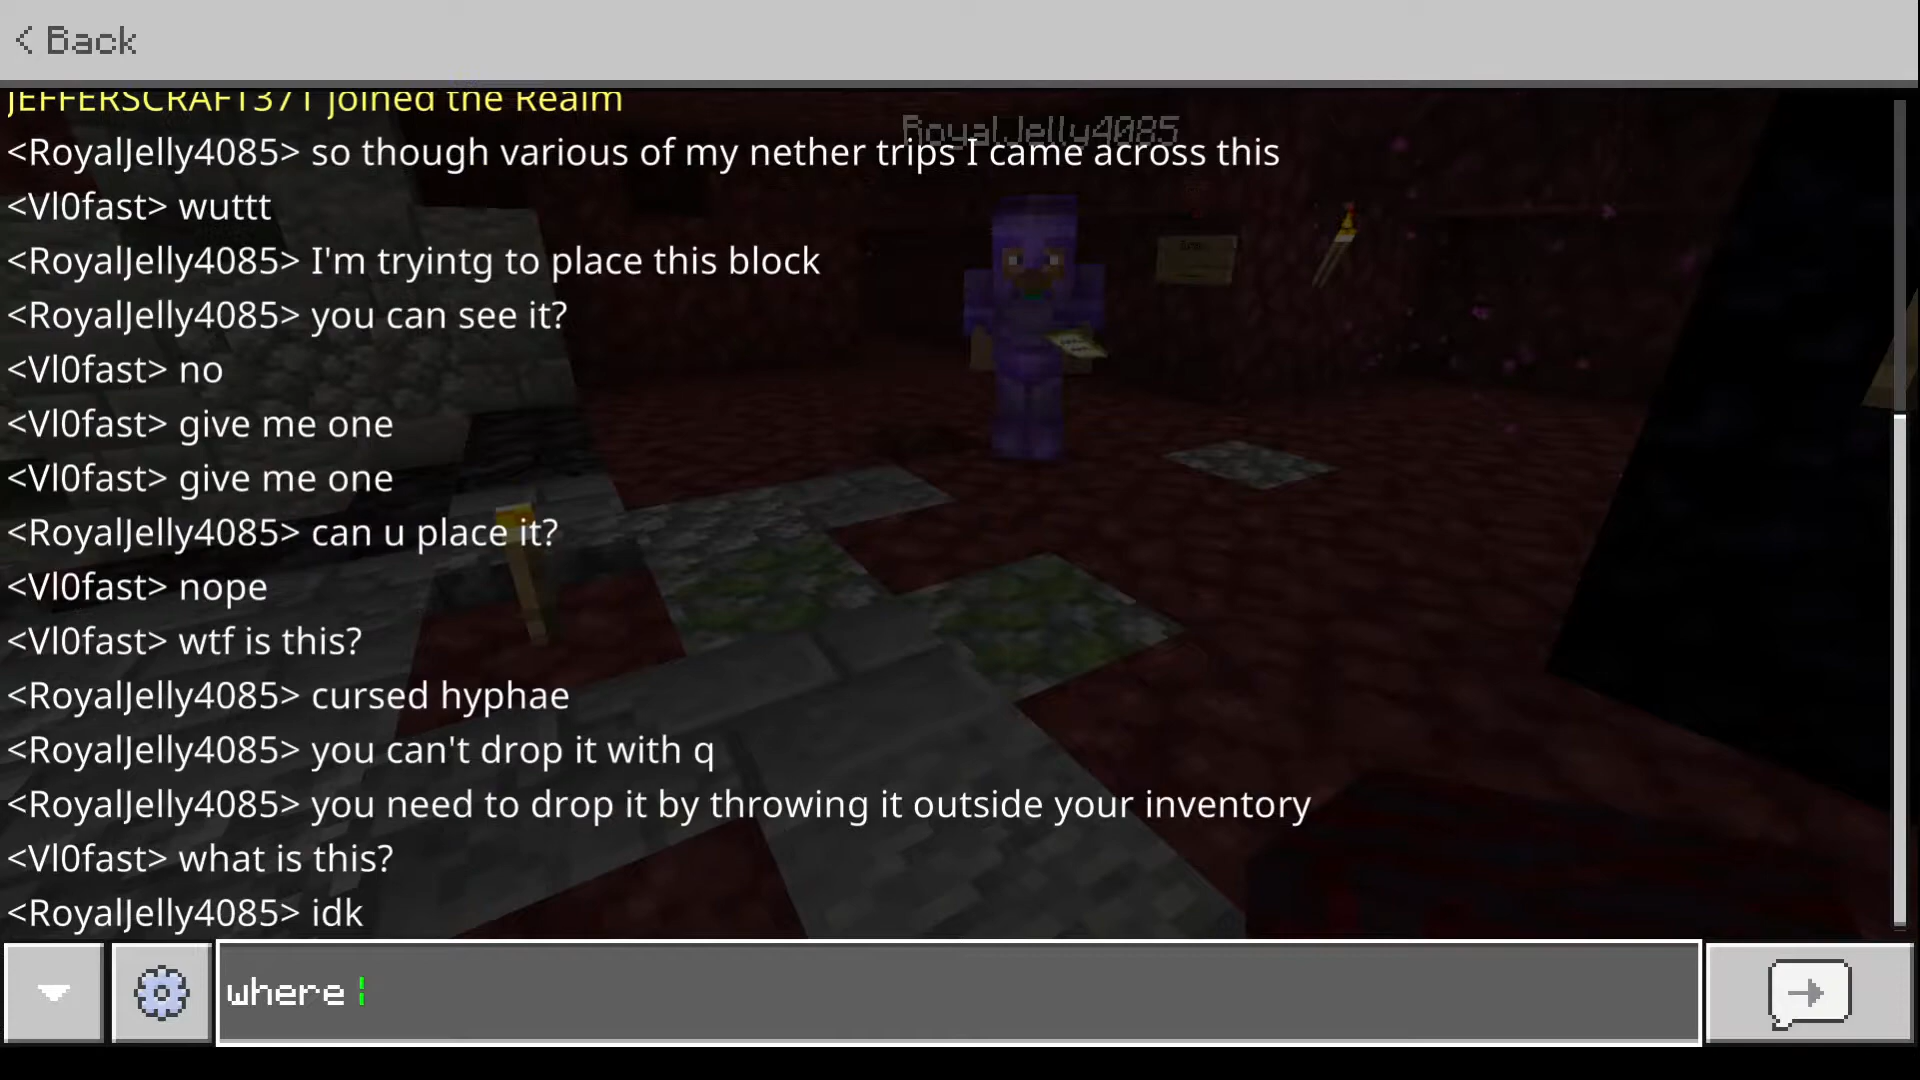 < Back
JEFFERSCRAFT371 joined the Realm
RoyalJelly4085
<RoyalJelly4085> so though various of my nether trips I came across this
<Vl0fast> wuttt
<RoyalJelly4085> I'm tryintg to place this block
<RoyalJelly4085> you can see it?
<Vl0fast> no
<Vl0fast> give me one
<Vl0fast> give me one
<RoyalJelly4085> can u place it?
<Vl0fast> nope
<Vl0fast> wtf is this?
<RoyalJelly4085> cursed hyphae
<RoyalJelly4085> you can't drop it with q
<RoyalJelly4085> you need to drop it by throwing it outside your inventory
<Vl0fast> what is this?
<RoyalJelly4085> idk
where